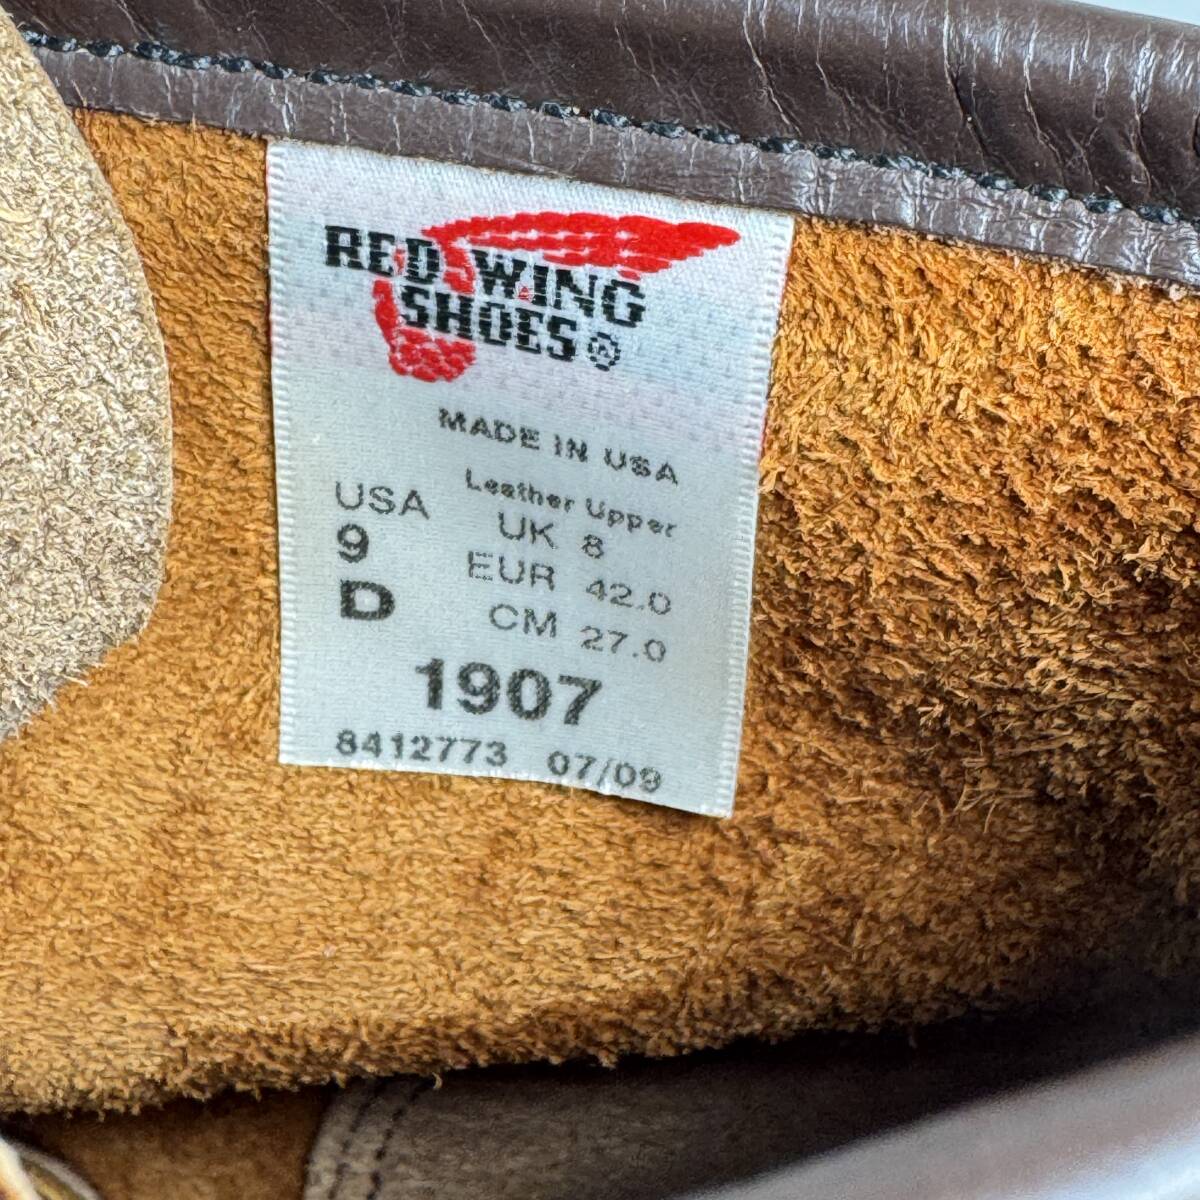 RED WING
SHOES®
MADE IN USA
Leather Upper
USA UK 8
9 EUR 42.0
D CM 27.0
1907
8412773 07/09